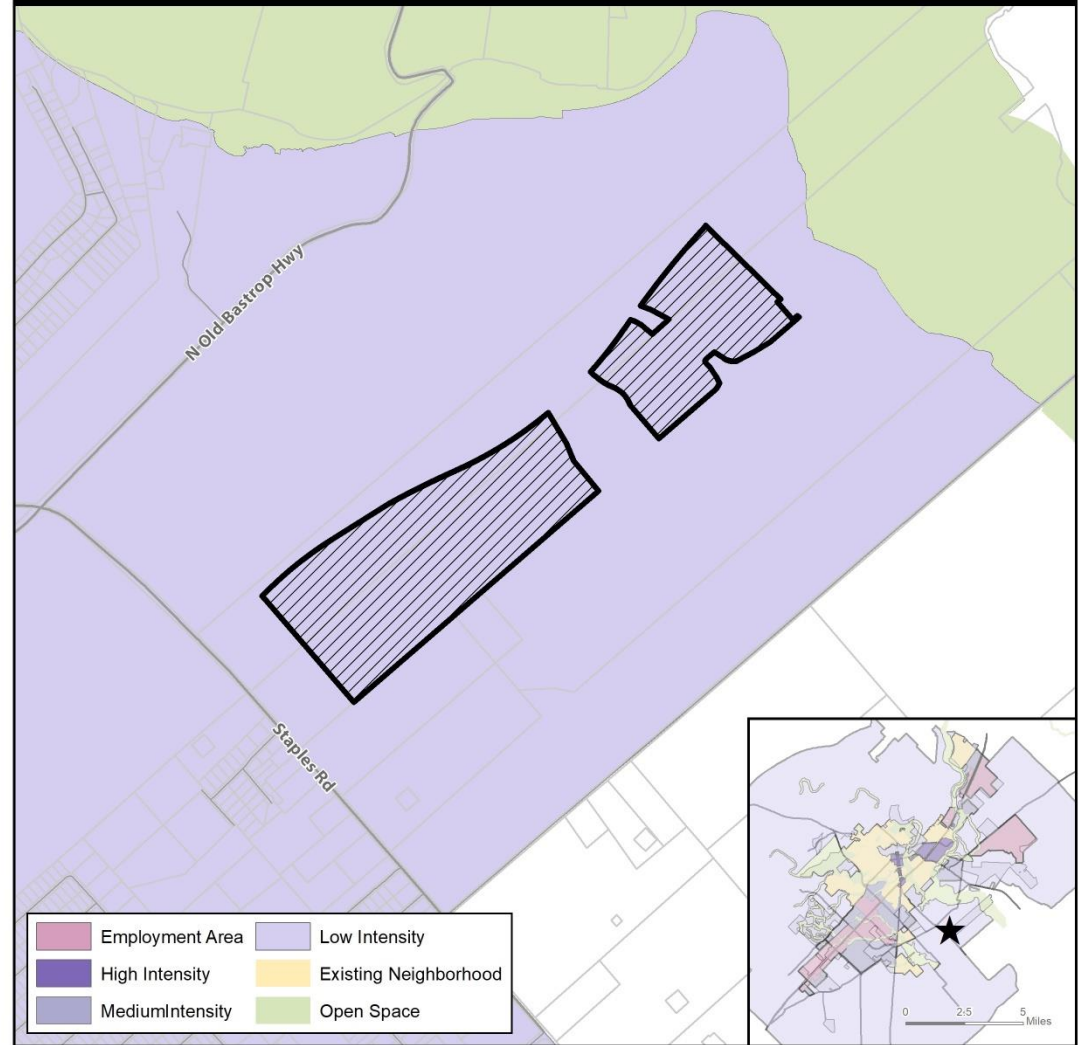 N Old Bastrop Hwy
Staples Rd
Employment Area
Low Intensity
High Intensity
Existing Neighborhood
MediumIntensity
Open Space
0 2.5 5
Miles